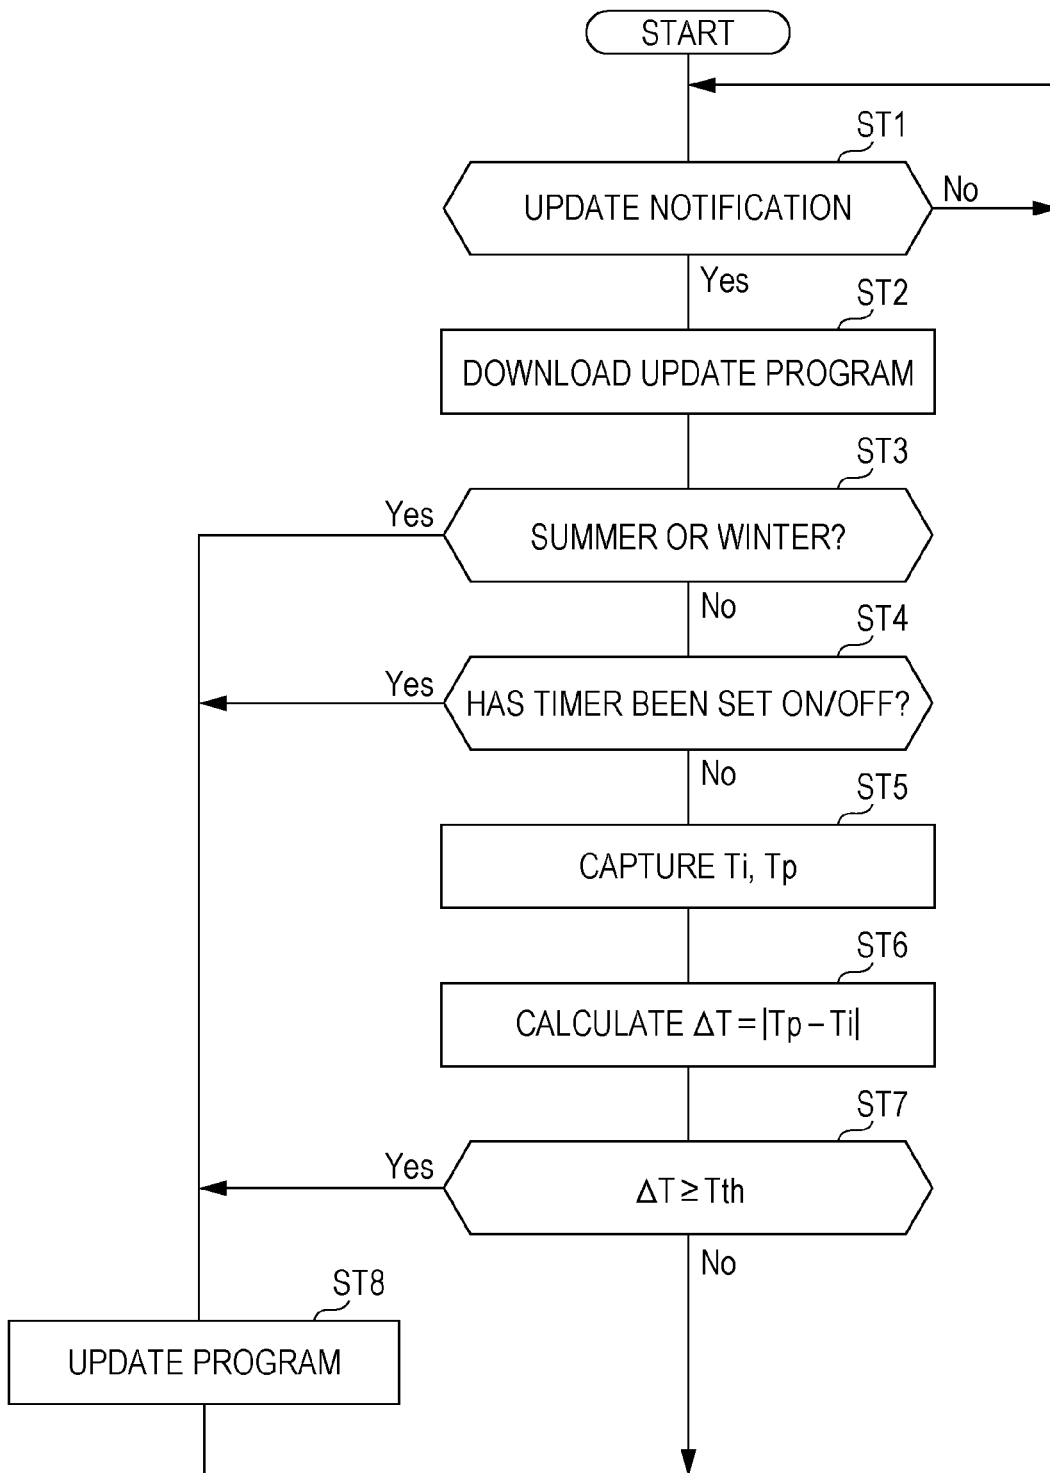 START
ST1
UPDATE NOTIFICATION
No
Yes
ST2
DOWNLOAD UPDATE PROGRAM
ST3
Yes
SUMMER OR WINTER?
No
ST4
Yes
HAS TIMER BEEN SET ON/OFF?
No
ST5
CAPTURE Ti, Tp
ST6
CALCULATE ΔT = |Tp – Ti|
ST7
Yes
ΔT ≥ Tth
No
ST8
UPDATE PROGRAM